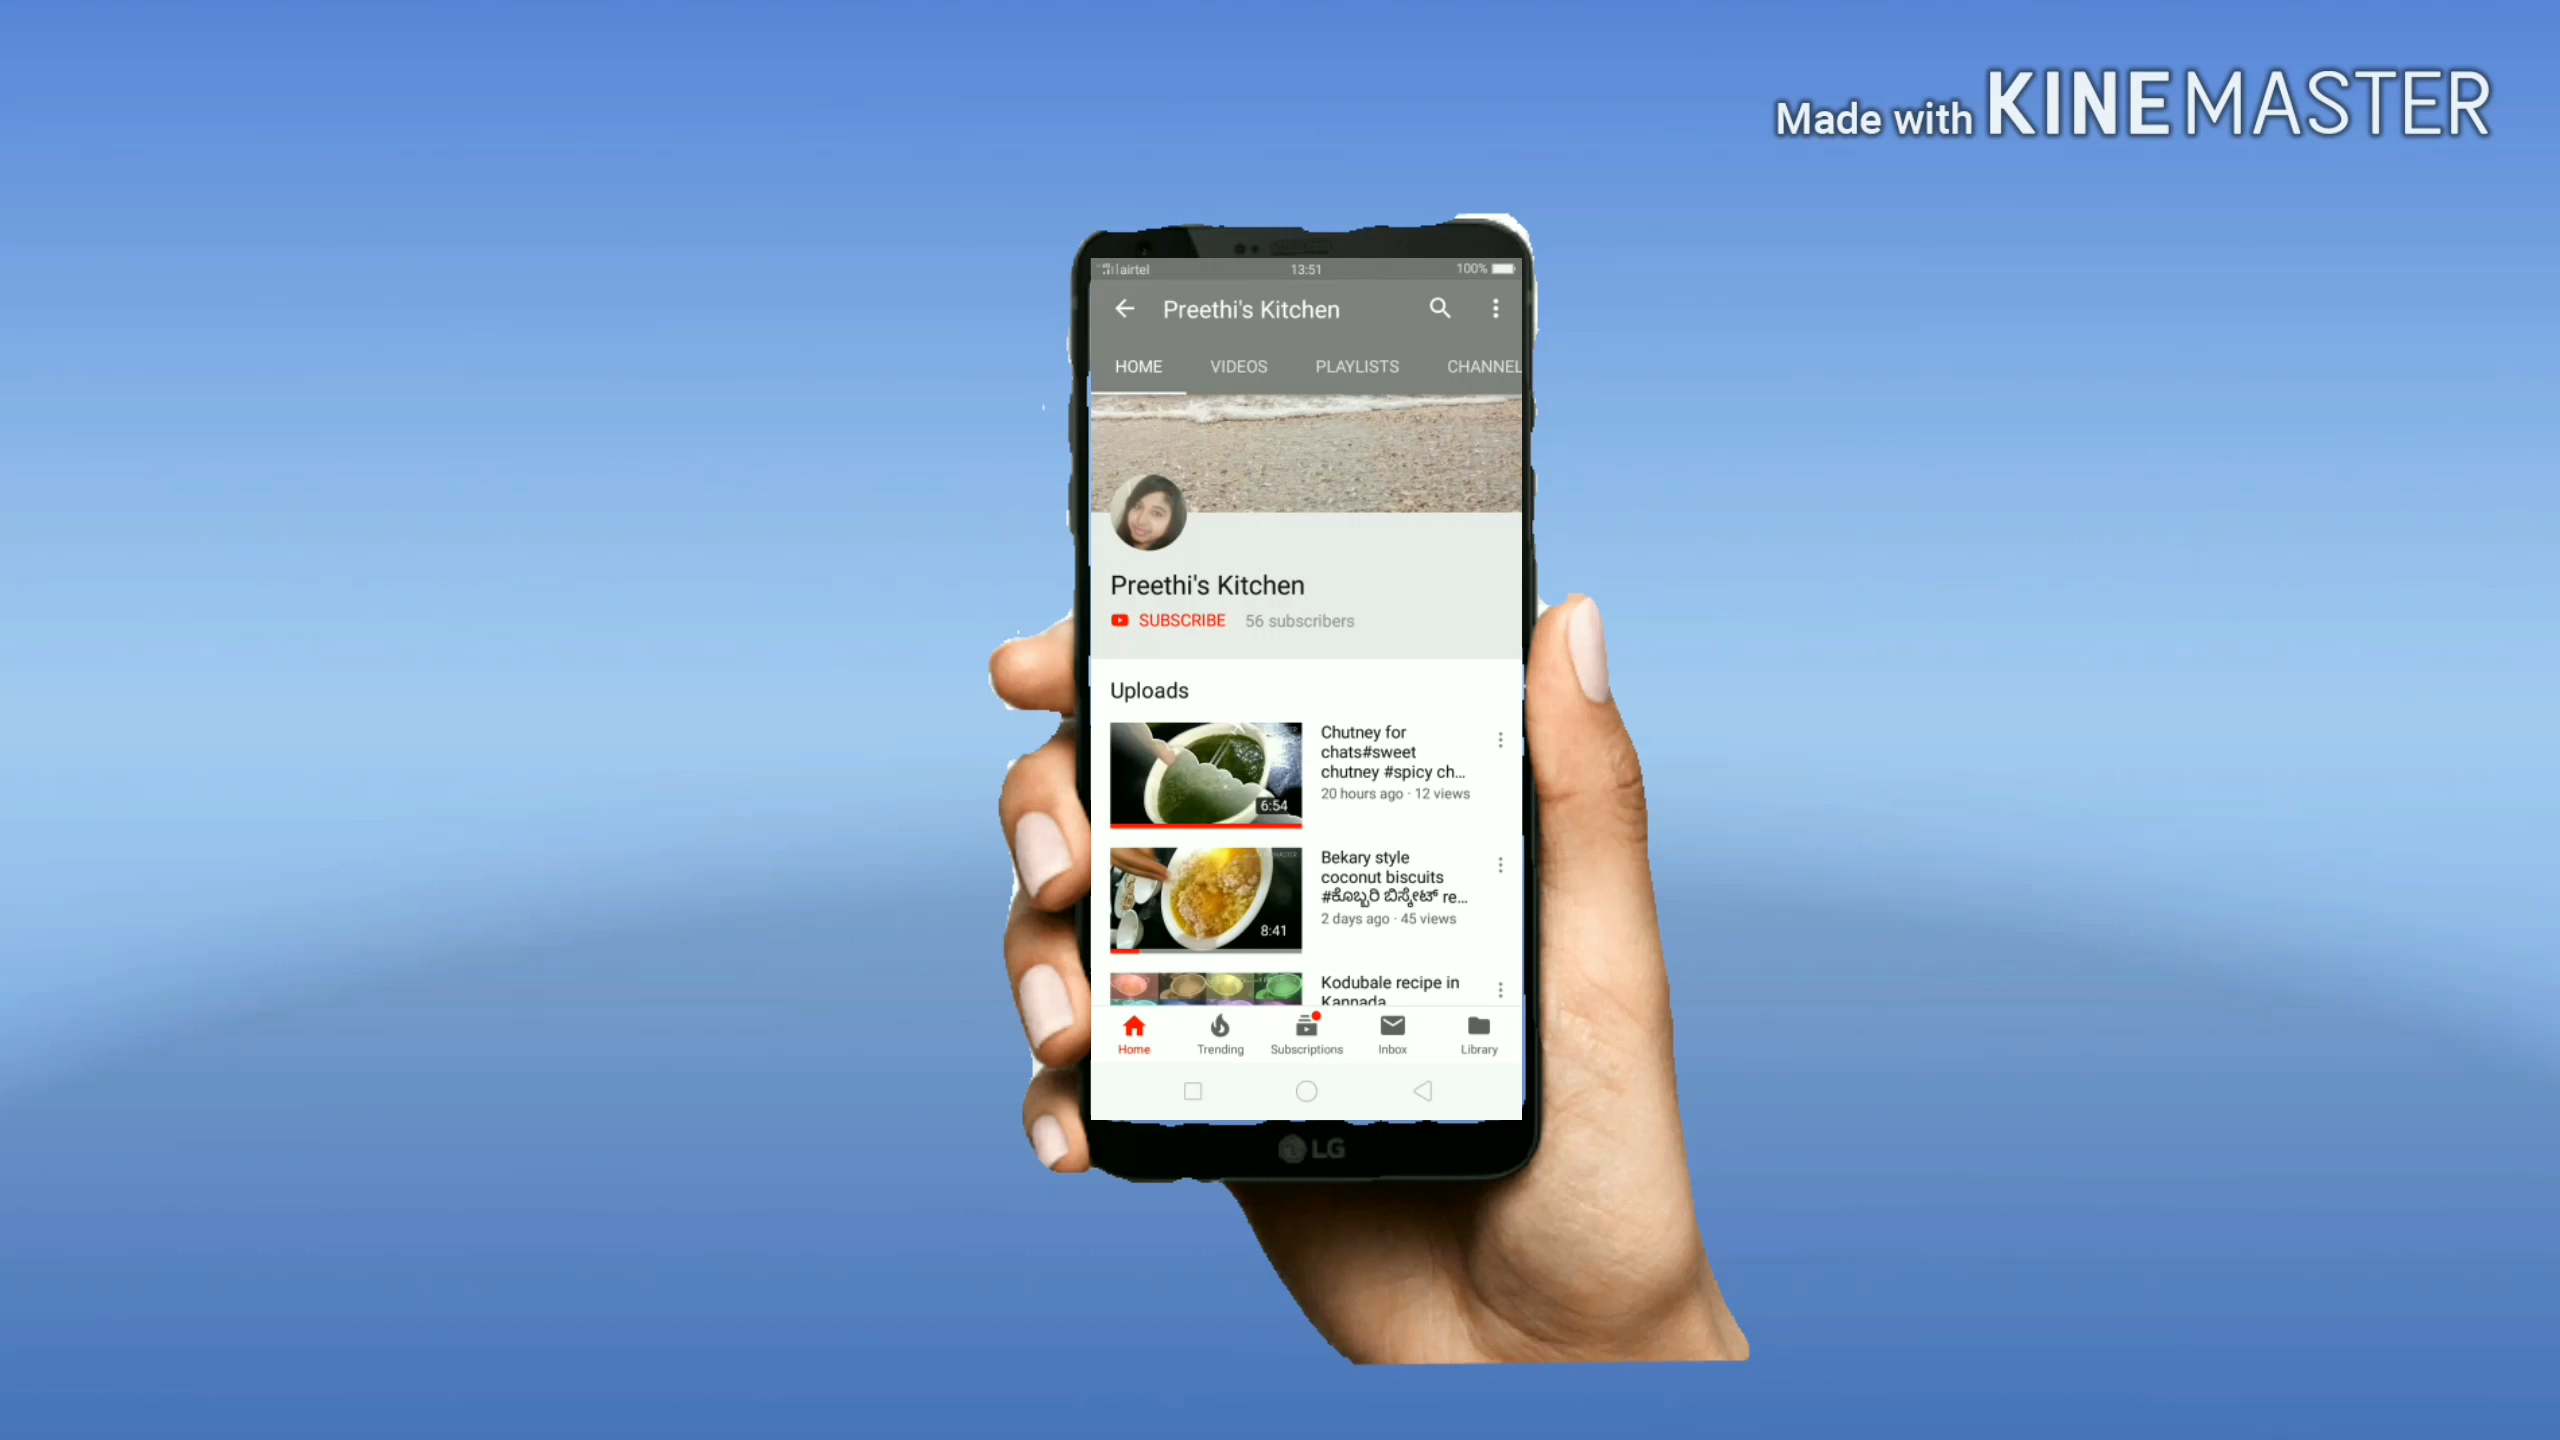 Made with KINEMASTER
airtel 13:51 100%
Preethi's Kitchen
HOME VIDEOS PLAYLISTS CHANNEL
Preethi's Kitchen
SUBSCRIBE 56 subscribers
Uploads
Chutney for
chats#sweet
chutney #spicy ch...
20 hours ago · 12 views
6:54
Bekary style
coconut biscuits
#ಕೊಬ್ಬರಿ ಬಿಸ್ಕೇಟ್ re...
2 days ago · 45 views
8:41
Kodubale recipe in
Kannada
Home Trending Subscriptions Inbox Library
LG